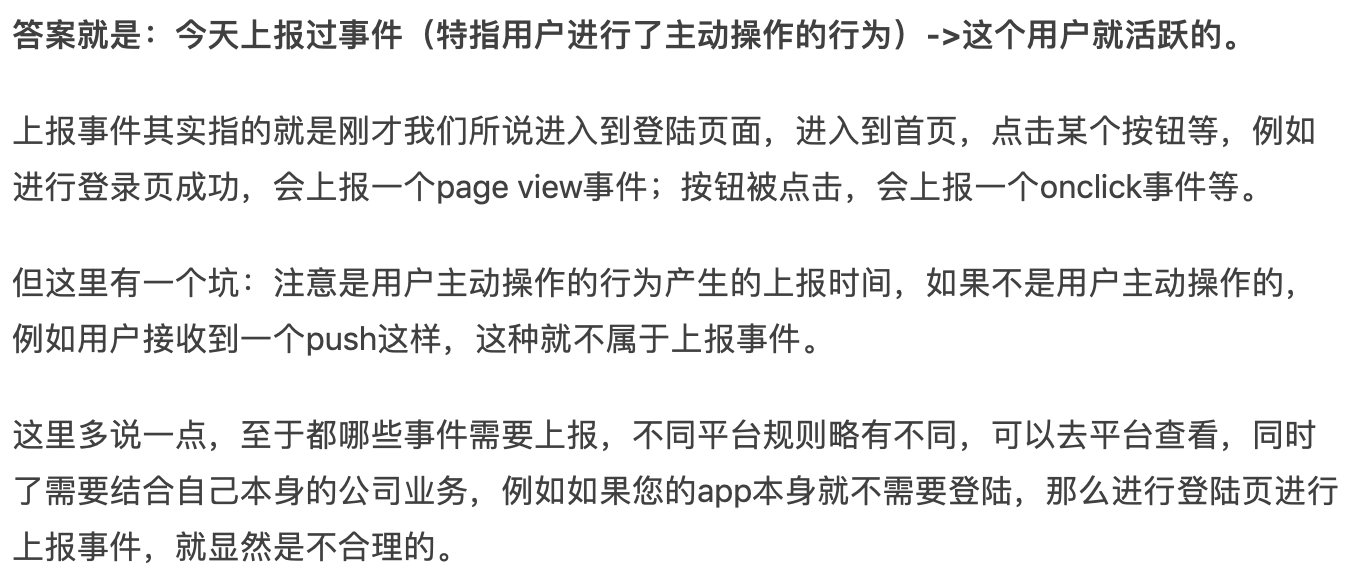 答案就是：今天上报过事件（特指用户进行了主动操作的行为）->这个用户就活跃的。
上报事件其实指的就是刚才我们所说进入到登陆页面，进入到首页，点击某个按钮等，例如
进行登录页成功，会上报一个page view事件；按钮被点击，会上报一个onclick事件等。
但这里有一个坑：注意是用户主动操作的行为产生的上报时间，如果不是用户主动操作的，
例如用户接收到一个push这样，这种就不属于上报事件。
这里多说一点，至于都哪些事件需要上报，不同平台规则略有不同，可以去平台查看，同时
了需要结合自己本身的公司业务，例如如果您的app本身就不需要登陆，那么进行登陆页进行
上报事件，就显然是不合理的。